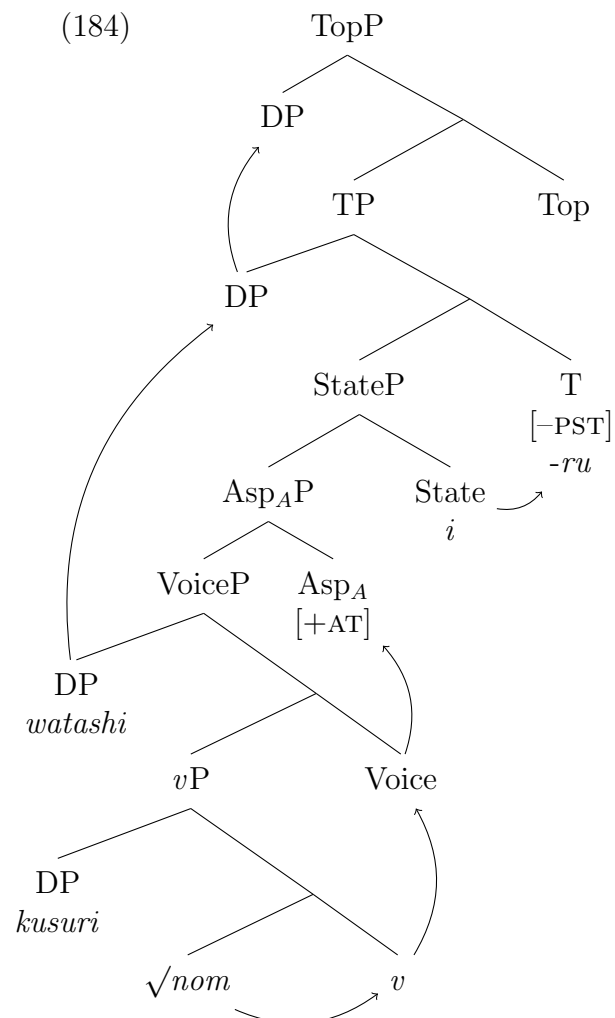 (184)
TopP
DP
TP Top
DP
StateP T
[–PST]
-ru
Asp_A P State
i
VoiceP Asp_A
[+AT]
DP
watashi
vP Voice
DP
kusuri
√nom v